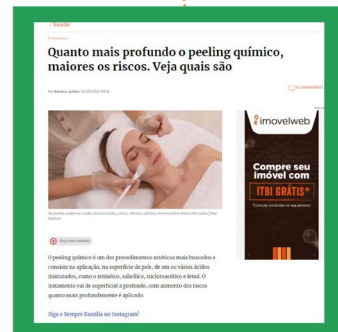 Saúde
Quanto mais profundo o peeling químico,
maiores os riscos. Veja quais são
imovelweb
Compre seu
imóvel com
ITBI GRÁTIS*
O peeling químico é um dos procedimentos estéticos mais buscados e
consiste na aplicação, na superfície da pele, de um ou vários ácidos
misturados, como o retinóico, salicílico, tricloroacético e fenol. O
tratamento vai de superficial a profundo, com aumento dos riscos
quanto mais profundamente é aplicado.
Siga o Sempre Família no Instagram!